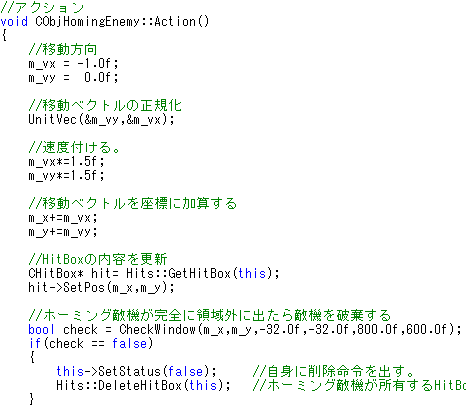 //アクション
void CObjHomingEnemy::Action()
{
//移動方向
m_vx = -1.0f;
m_vy =  0.0f;
//移動ベクトルの正規化
UnitVec(&m_vy,&m_vx);
//速度付ける。
m_vx*=1.5f;
m_vy*=1.5f;
//移動ベクトルを座標に加算する
m_x+=m_vx;
m_y+=m_vy;
//HitBoxの内容を更新
CHitBox* hit= Hits::GetHitBox(this);
hit->SetPos(m_x,m_y);
//ホーミング敵機が完全に領域外に出たら敵機を破棄する
bool check = CheckWindow(m_x,m_y,-32.0f,-32.0f,800.0f,600.0f);
if(check == false)
{
this->SetStatus(false);    //自身に削除命令を出す。
Hits::DeleteHitBox(this);  //ホーミング敵機が所有するHitBo
}